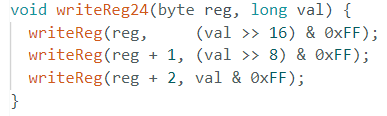 void writeReg24(byte reg, long val) {
  writeReg(reg,     (val >> 16) & 0xFF);
  writeReg(reg + 1, (val >> 8) & 0xFF);
  writeReg(reg + 2, val & 0xFF);
}